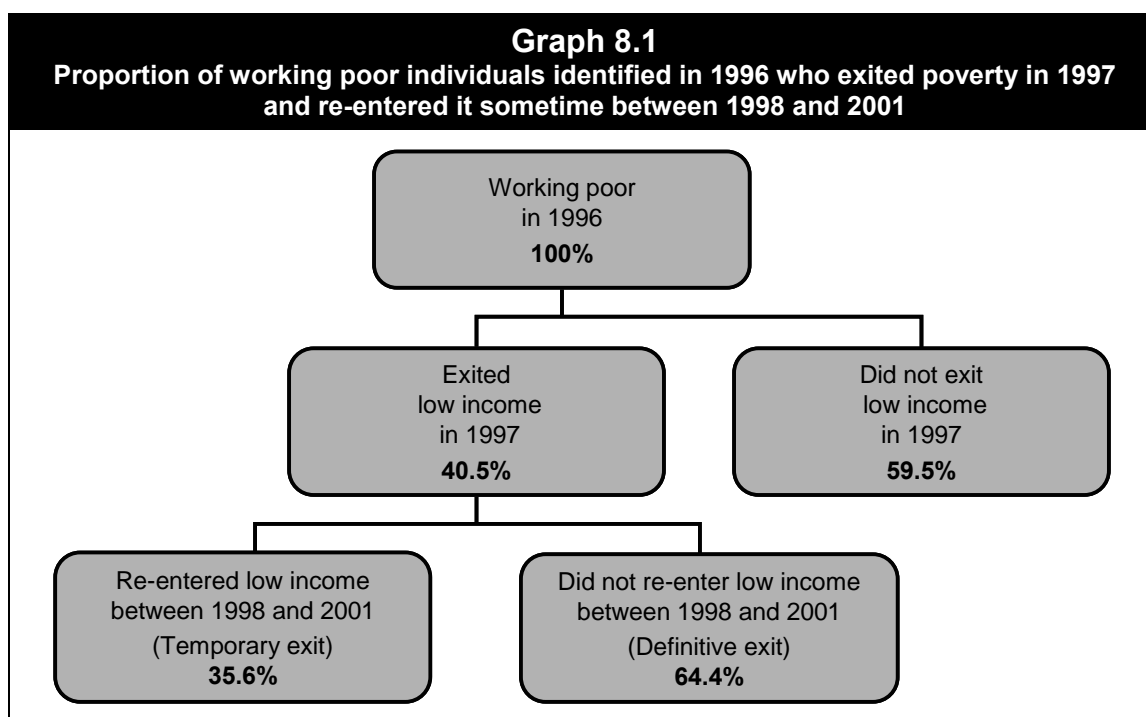 Graph 8.1
Proportion of working poor individuals identified in 1996 who exited poverty in 1997
and re-entered it sometime between 1998 and 2001
Working poor
in 1996
100%
Exited
low income
in 1997
40.5%
Did not exit
low income
in 1997
59.5%
Re-entered low income
between 1998 and 2001
(Temporary exit)
35.6%
Did not re-enter low income
between 1998 and 2001
(Definitive exit)
64.4%